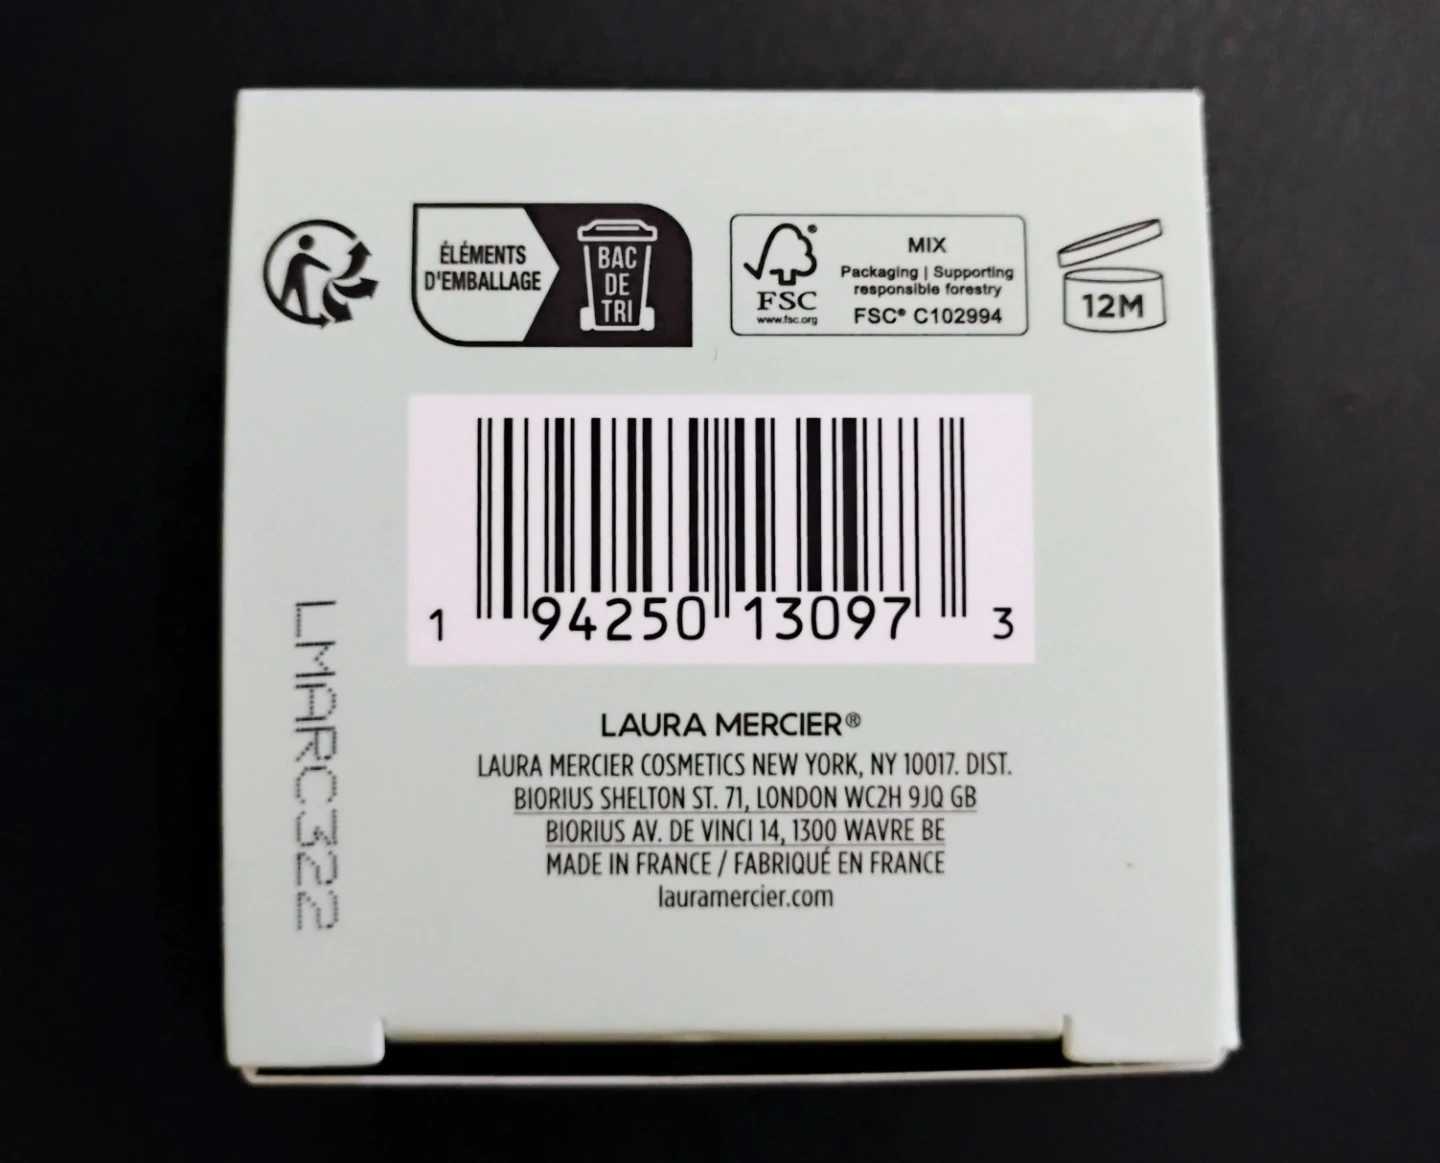 ÉLÉMENTS
D'EMBALLAGE
BAC
DE
TRI
FSC
www.fsc.org
MIX
Packaging | Supporting
responsible forestry
FSC® C102994
12M
1 94250 13097 3
LMARC322
LAURA MERCIER®
LAURA MERCIER COSMETICS NEW YORK, NY 10017. DIST.
BIORIUS SHELTON ST. 71, LONDON WC2H 9JQ GB
BIORIUS AV. DE VINCI 14, 1300 WAVRE BE
MADE IN FRANCE / FABRIQUÉ EN FRANCE
lauramercier.com